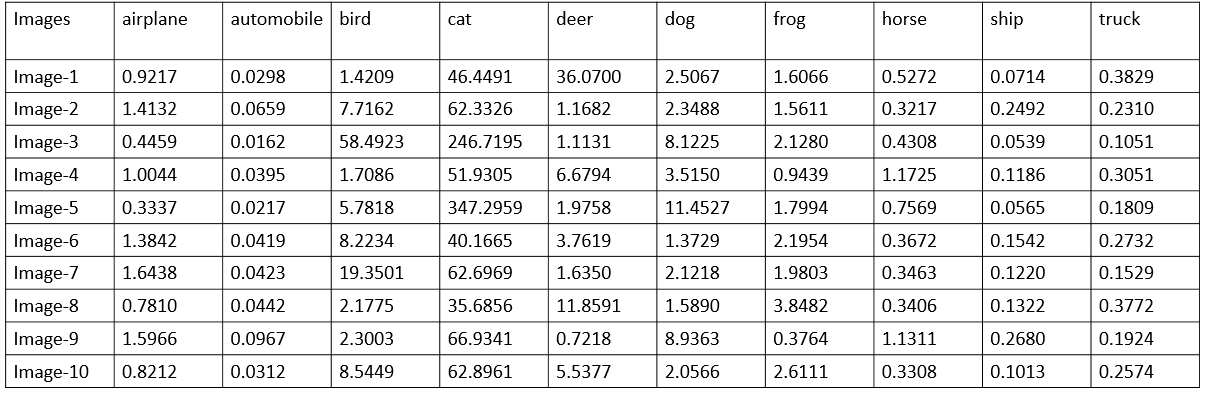 Images airplane automobile bird cat deer dog frog horse ship truck
Image-1 0.9217 0.0298 1.4209 46.4491 36.0700 2.5067 1.6066 0.5272 0.0714 0.3829
Image-2 1.4132 0.0659 7.7162 62.3326 1.1682 2.3488 1.5611 0.3217 0.2492 0.2310
Image-3 0.4459 0.0162 58.4923 246.7195 1.1131 8.1225 2.1280 0.4308 0.0539 0.1051
Image-4 1.0044 0.0395 1.7086 51.9305 6.6794 3.5150 0.9439 1.1725 0.1186 0.3051
Image-5 0.3337 0.0217 5.7818 347.2959 1.9758 11.4527 1.7994 0.7569 0.0565 0.1809
Image-6 1.3842 0.0419 8.2234 40.1665 3.7619 1.3729 2.1954 0.3672 0.1542 0.2732
Image-7 1.6438 0.0423 19.3501 62.6969 1.6350 2.1218 1.9803 0.3463 0.1220 0.1529
Image-8 0.7810 0.0442 2.1775 35.6856 11.8591 1.5890 3.8482 0.3406 0.1322 0.3772
Image-9 1.5966 0.0967 2.3003 66.9341 0.7218 8.9363 0.3764 1.1311 0.2680 0.1924
Image-10 0.8212 0.0312 8.5449 62.8961 5.5377 2.0566 2.6111 0.3308 0.1013 0.2574